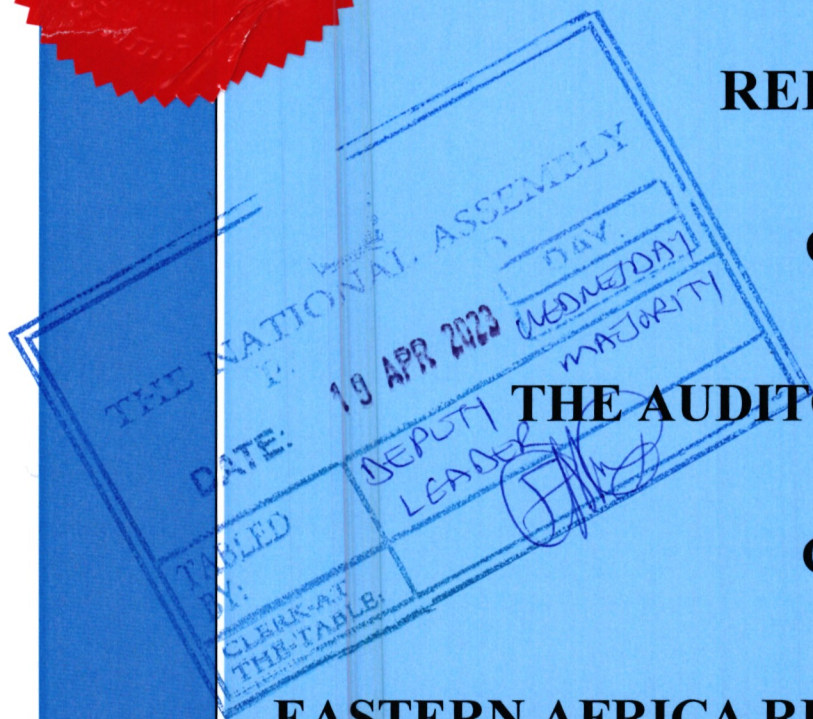 THE NATIONAL ASSEMBLY
DAY.
19 APR 2023
WEDNESDAY
DATE:
TABLED
BY:
DEPUTY MAJORITY
LEADER
CLERK-AT
THE-TABLE:
THE AUDIT
EASTERN AFRICA